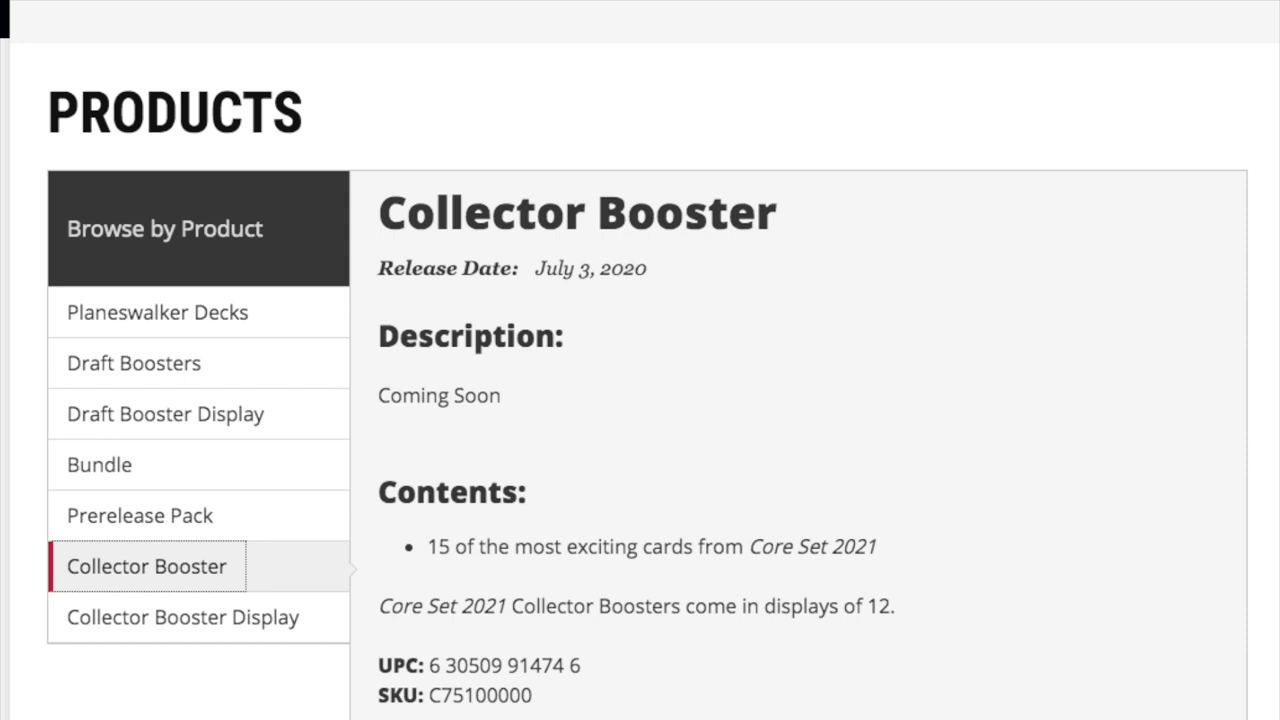 PRODUCTS
Browse by Product
Planeswalker Decks
Draft Boosters
Draft Booster Display
Bundle
Prerelease Pack
Collector Booster
Collector Booster Display
Collector Booster
Release Date: July 3, 2020
Description:
Coming Soon
Contents:
• 15 of the most exciting cards from Core Set 2021
Core Set 2021 Collector Boosters come in displays of 12.
UPC: 6 30509 91474 6
SKU: C75100000